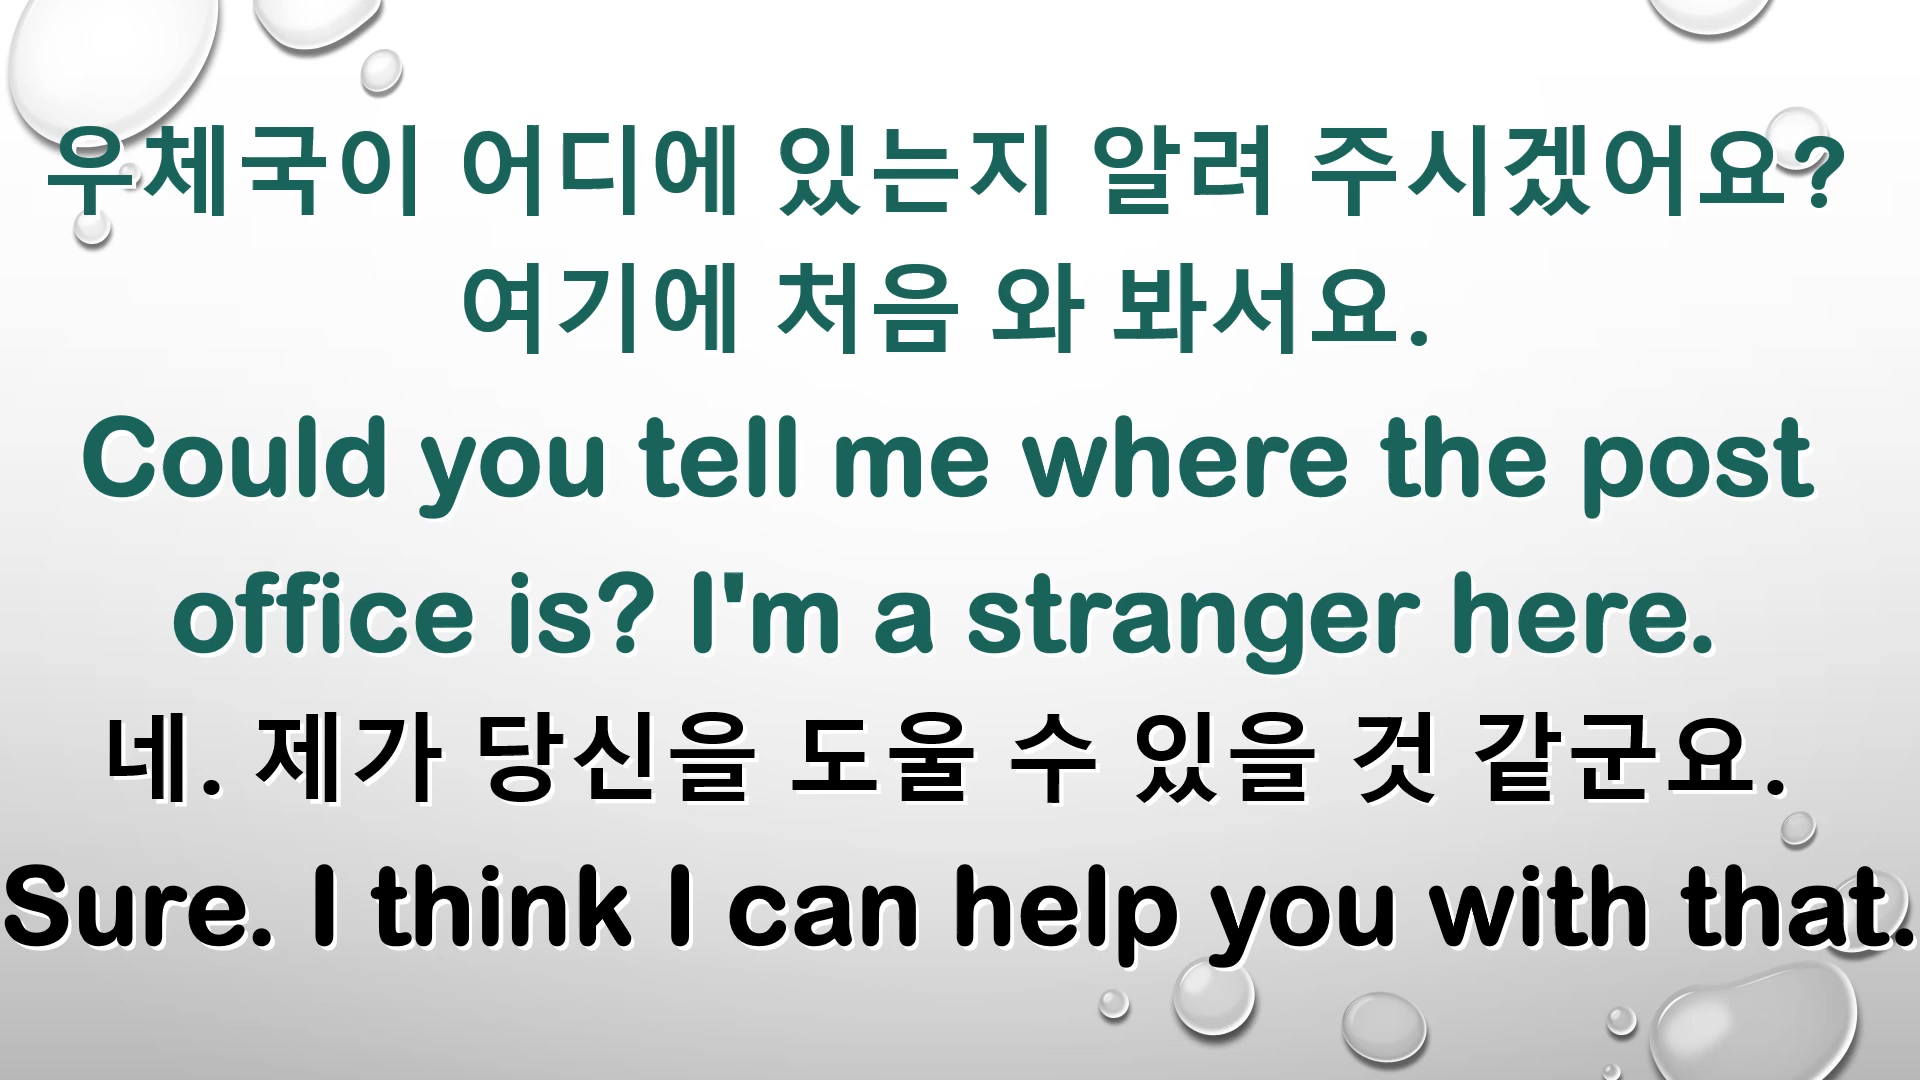 우체국이 어디에 있는지 알려 주시겠어요?
여기에 처음 와 봐서요.
Could you tell me where the post
office is? I'm a stranger here.
네. 제가 당신을 도울 수 있을 것 같군요.
Sure. I think I can help you with that.